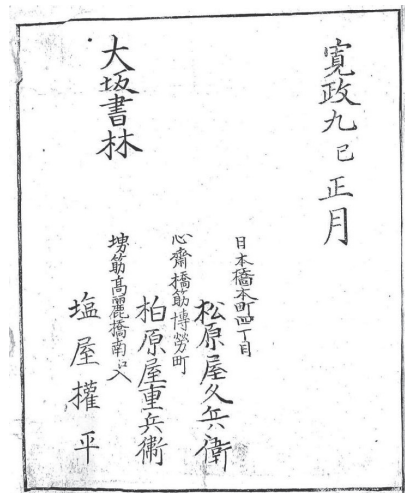 寛政九巳正月
日本橋本町四丁目
松原屋久兵衛
心齋橋筋博労町
柏原屋重兵衛
堺筋高麗橋南入
塩屋權平
大坂書林